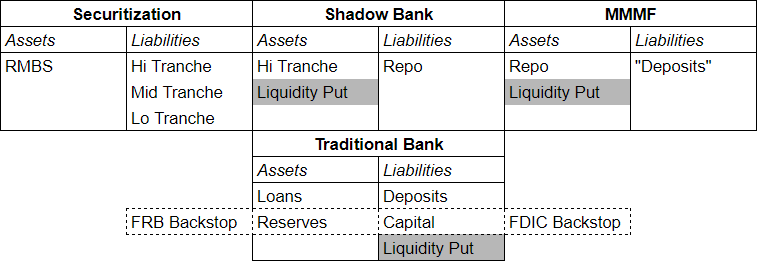 Securitization Shadow Bank MMMF
Assets Liabilities Assets Liabilities Assets Liabilities
RMBS Hi Tranche Hi Tranche Repo Repo "Deposits"
Mid Tranche Liquidity Put Liquidity Put
Lo Tranche
Traditional Bank
Assets Liabilities
Loans Deposits
FRB Backstop Reserves Capital FDIC Backstop
Liquidity Put